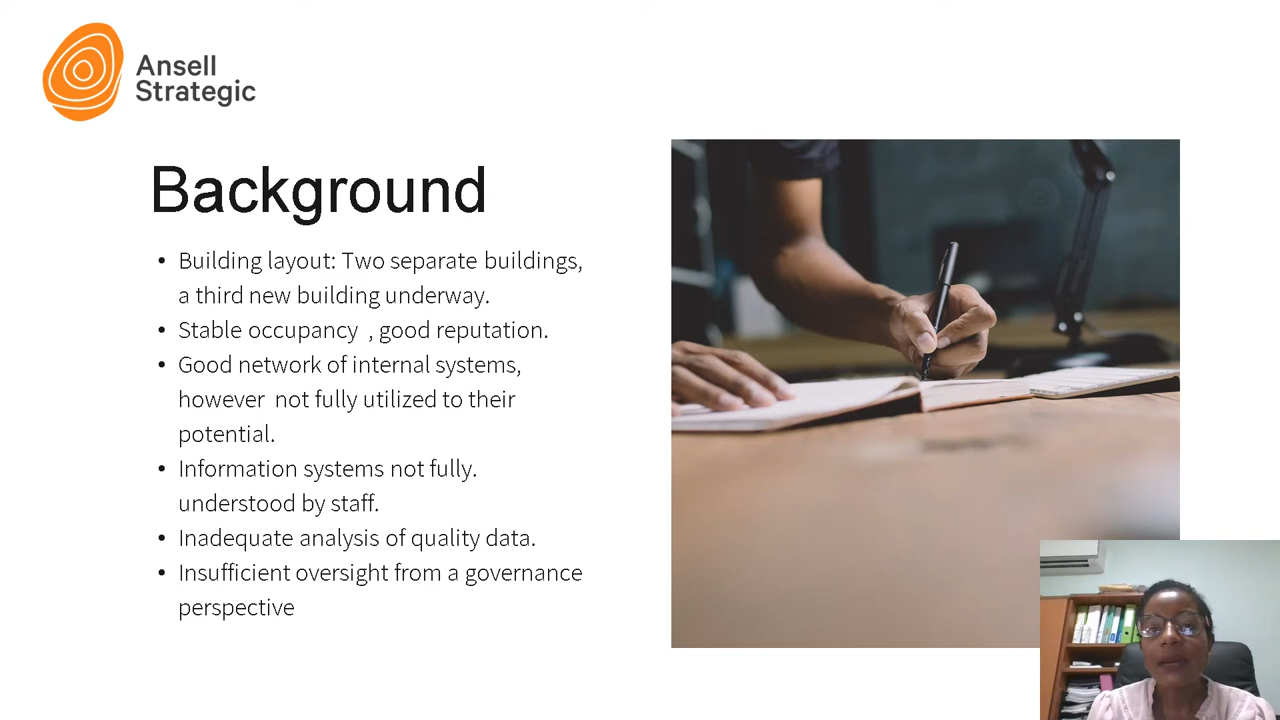 Ansell
Strategic
Background
• Building layout: Two separate buildings,
a third new building underway.
• Stable occupancy  , good reputation.
• Good network of internal systems,
however  not fully utilized to their
potential.
• Information systems not fully.
understood by staff.
• Inadequate analysis of quality data.
• Insufficient oversight from a governance
perspective